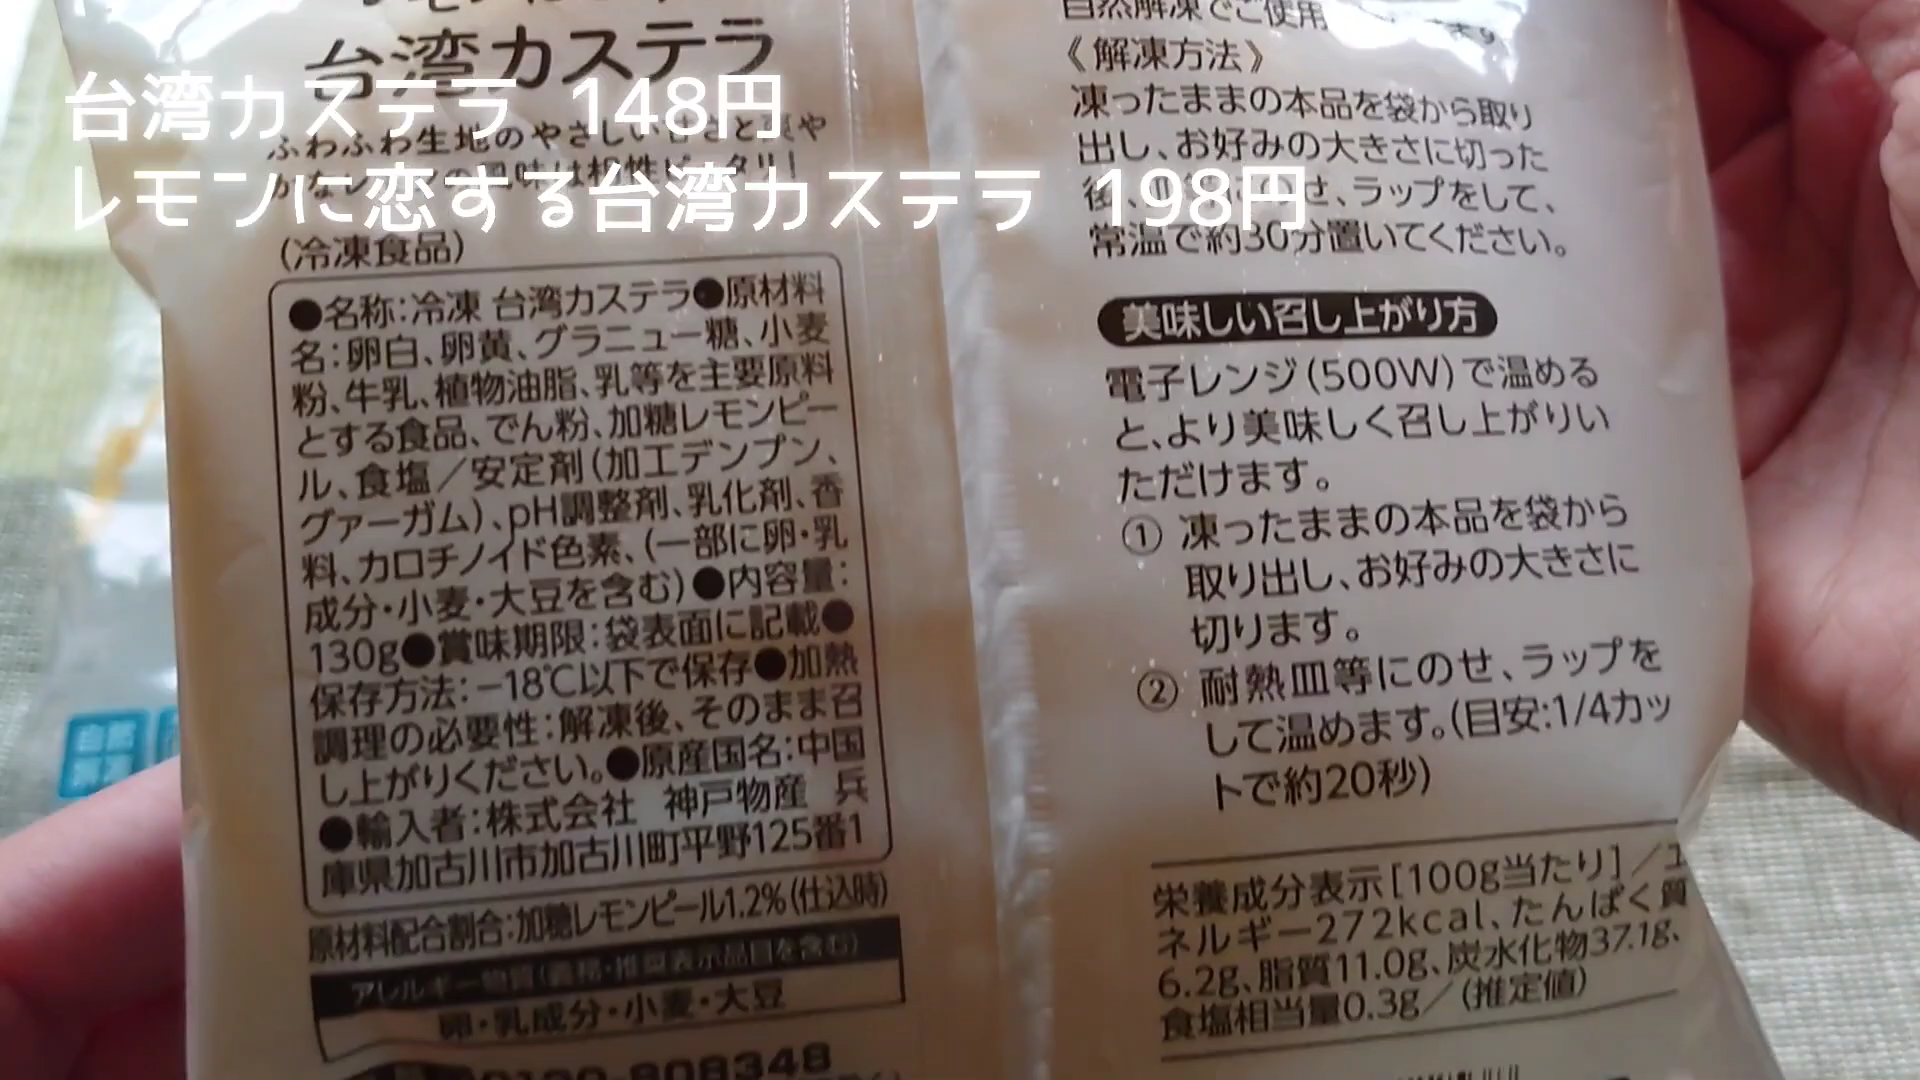 台湾カステラ 148円
レモンに恋する台湾カステラ 198円
台湾カステラ
ふわふわ生地のやさしい
(冷凍食品)
●名称:冷凍 台湾カステラ●原材料
名:卵白、卵黄、グラニュー糖、小麦
粉、牛乳、植物油脂、乳等を主要原料
とする食品、でん粉、加糖レモンピー
ル、食塩／安定剤(加工デンプン、
グァーガム)、pH調整剤、乳化剤、香
料、カロチノイド色素、(一部に卵・乳
成分・小麦・大豆を含む)●内容量:
130g●賞味期限:袋表面に記載●
保存方法:−18℃以下で保存●加熱
調理の必要性:解凍後、そのまま召
し上がりください。●原産国名:中国
●輸入者:株式会社 神戸物産 兵
庫県加古川市加古川町平野125番1
原材料配合割合:加糖レモンピール1.2%(仕込時)
アレルギー物質(義務・推奨表示品目を含む)
卵・乳成分・小麦・大豆
0120-808348
自然解凍でご使用
《解凍方法》
凍ったままの本品を袋から取り
出し、お好みの大きさに切った
後、のせ、ラップをして、
常温で約30分置いてください。
美味しい召し上がり方
電子レンジ(500W)で温める
と、より美味しく召し上がりい
ただけます。
① 凍ったままの本品を袋から
取り出し、お好みの大きさに
切ります。
② 耐熱皿等にのせ、ラップを
して温めます。(目安:1/4カッ
トで約20秒)
栄養成分表示[100g当たり]／エ
ネルギー272kcal、たんぱく質
6.2g、脂質11.0g、炭水化物37.1g、
食塩相当量0.3g／(推定値)
自然
解凍